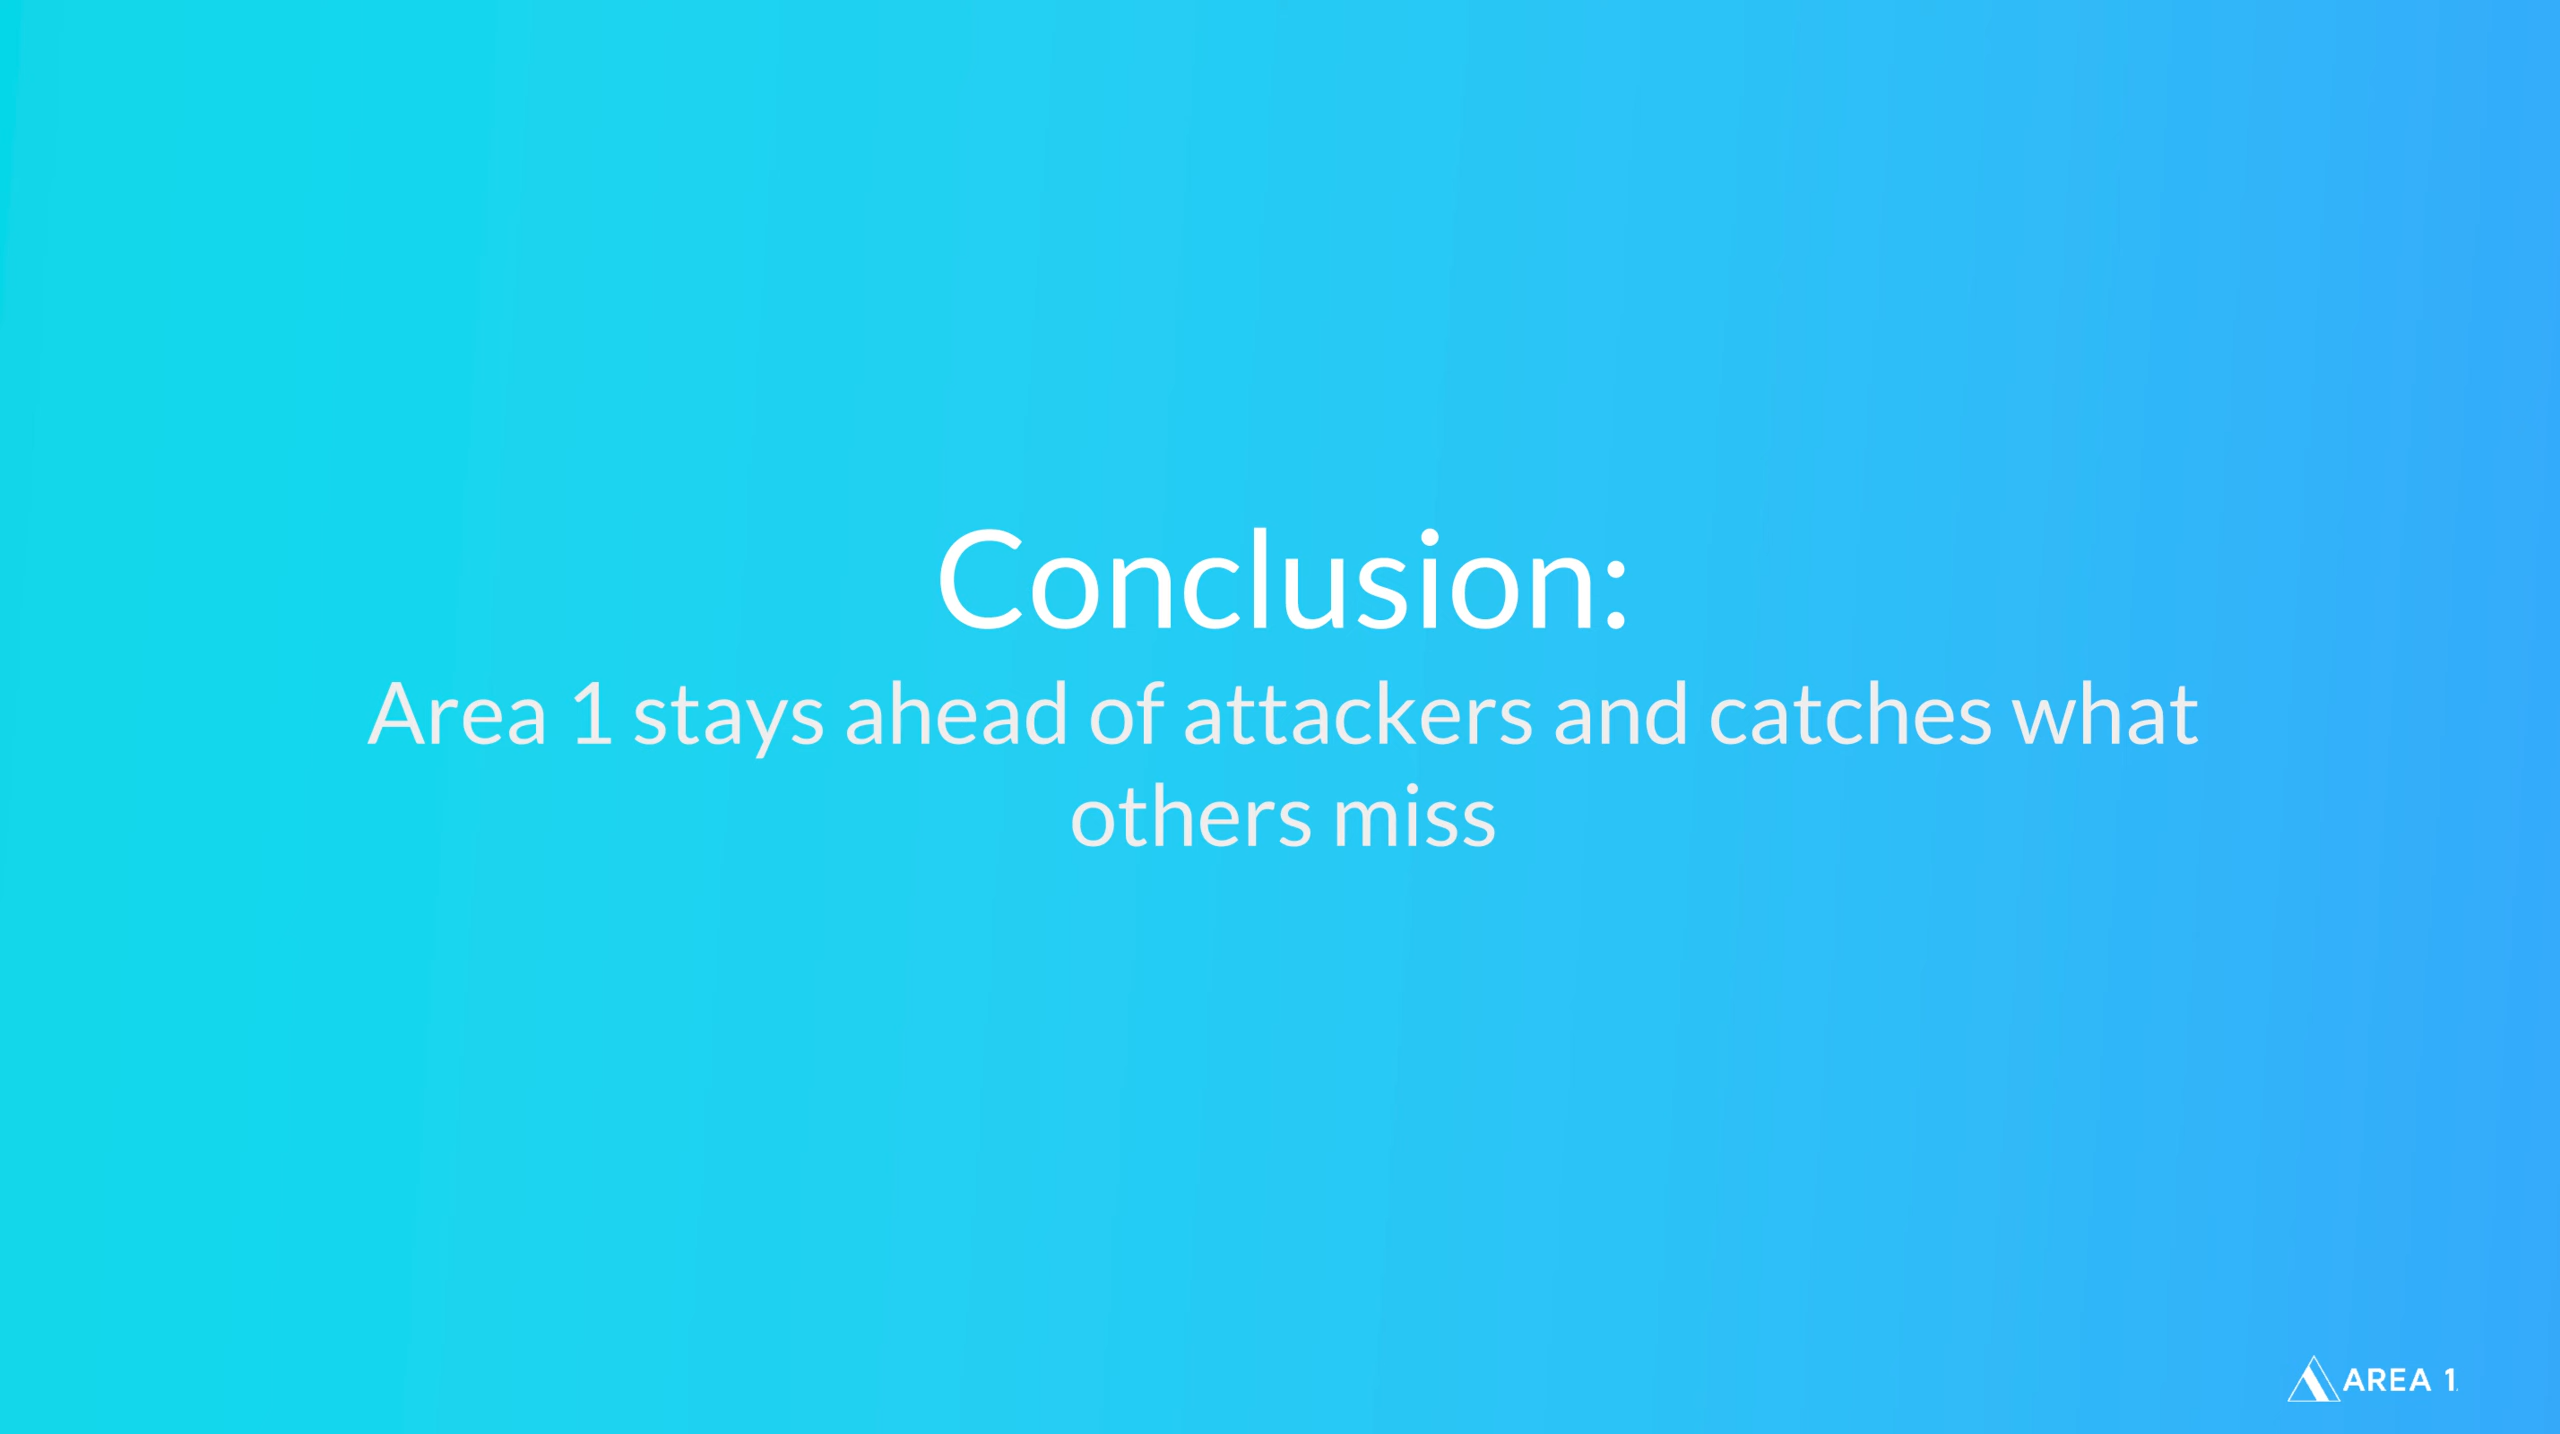 Conclusion:
Area 1 stays ahead of attackers and catches what
others miss
AREA 1